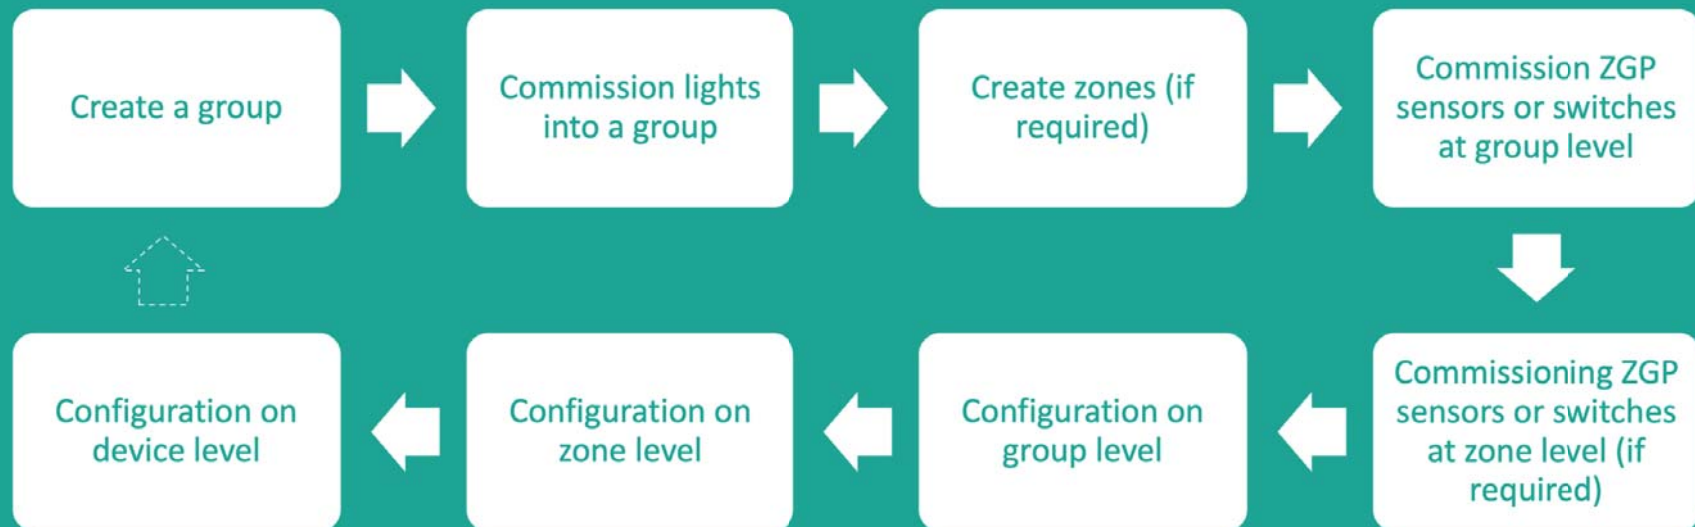 Create a group
Commission lights
into a group
Create zones (if
required)
Commission ZGP
sensors or switches
at group level
Commissioning ZGP
sensors or switches
at zone level (if
required)
Configuration on
group level
Configuration on
zone level
Configuration on
device level